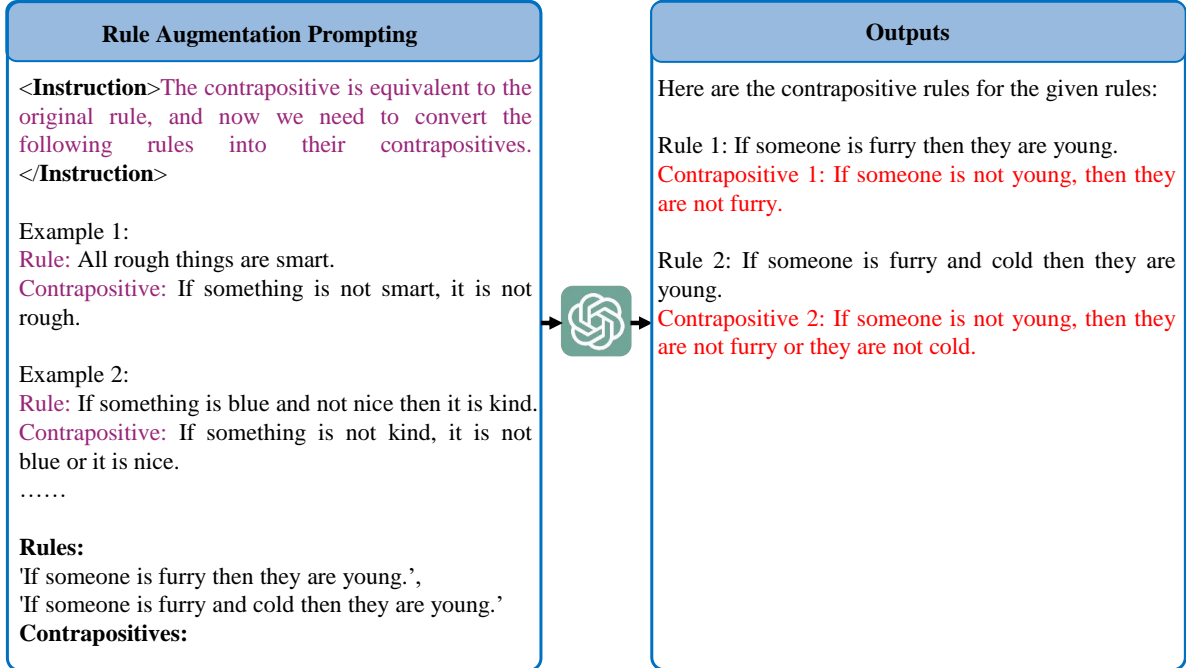 Rule Augmentation Prompting
<Instruction>The contrapositive is equivalent to the
original rule, and now we need to convert the
following rules into their contrapositives.
</Instruction>
Example 1:
Rule: All rough things are smart.
Contrapositive: If something is not smart, it is not
rough.
Example 2:
Rule: If something is blue and not nice then it is kind.
Contrapositive: If something is not kind, it is not
blue or it is nice.
……
Rules:
'If someone is furry then they are young.’,
'If someone is furry and cold then they are young.’
Contrapositives:
Outputs
Here are the contrapositive rules for the given rules:
Rule 1: If someone is furry then they are young.
Contrapositive 1: If someone is not young, then they
are not furry.
Rule 2: If someone is furry and cold then they are
young.
Contrapositive 2: If someone is not young, then they
are not furry or they are not cold.